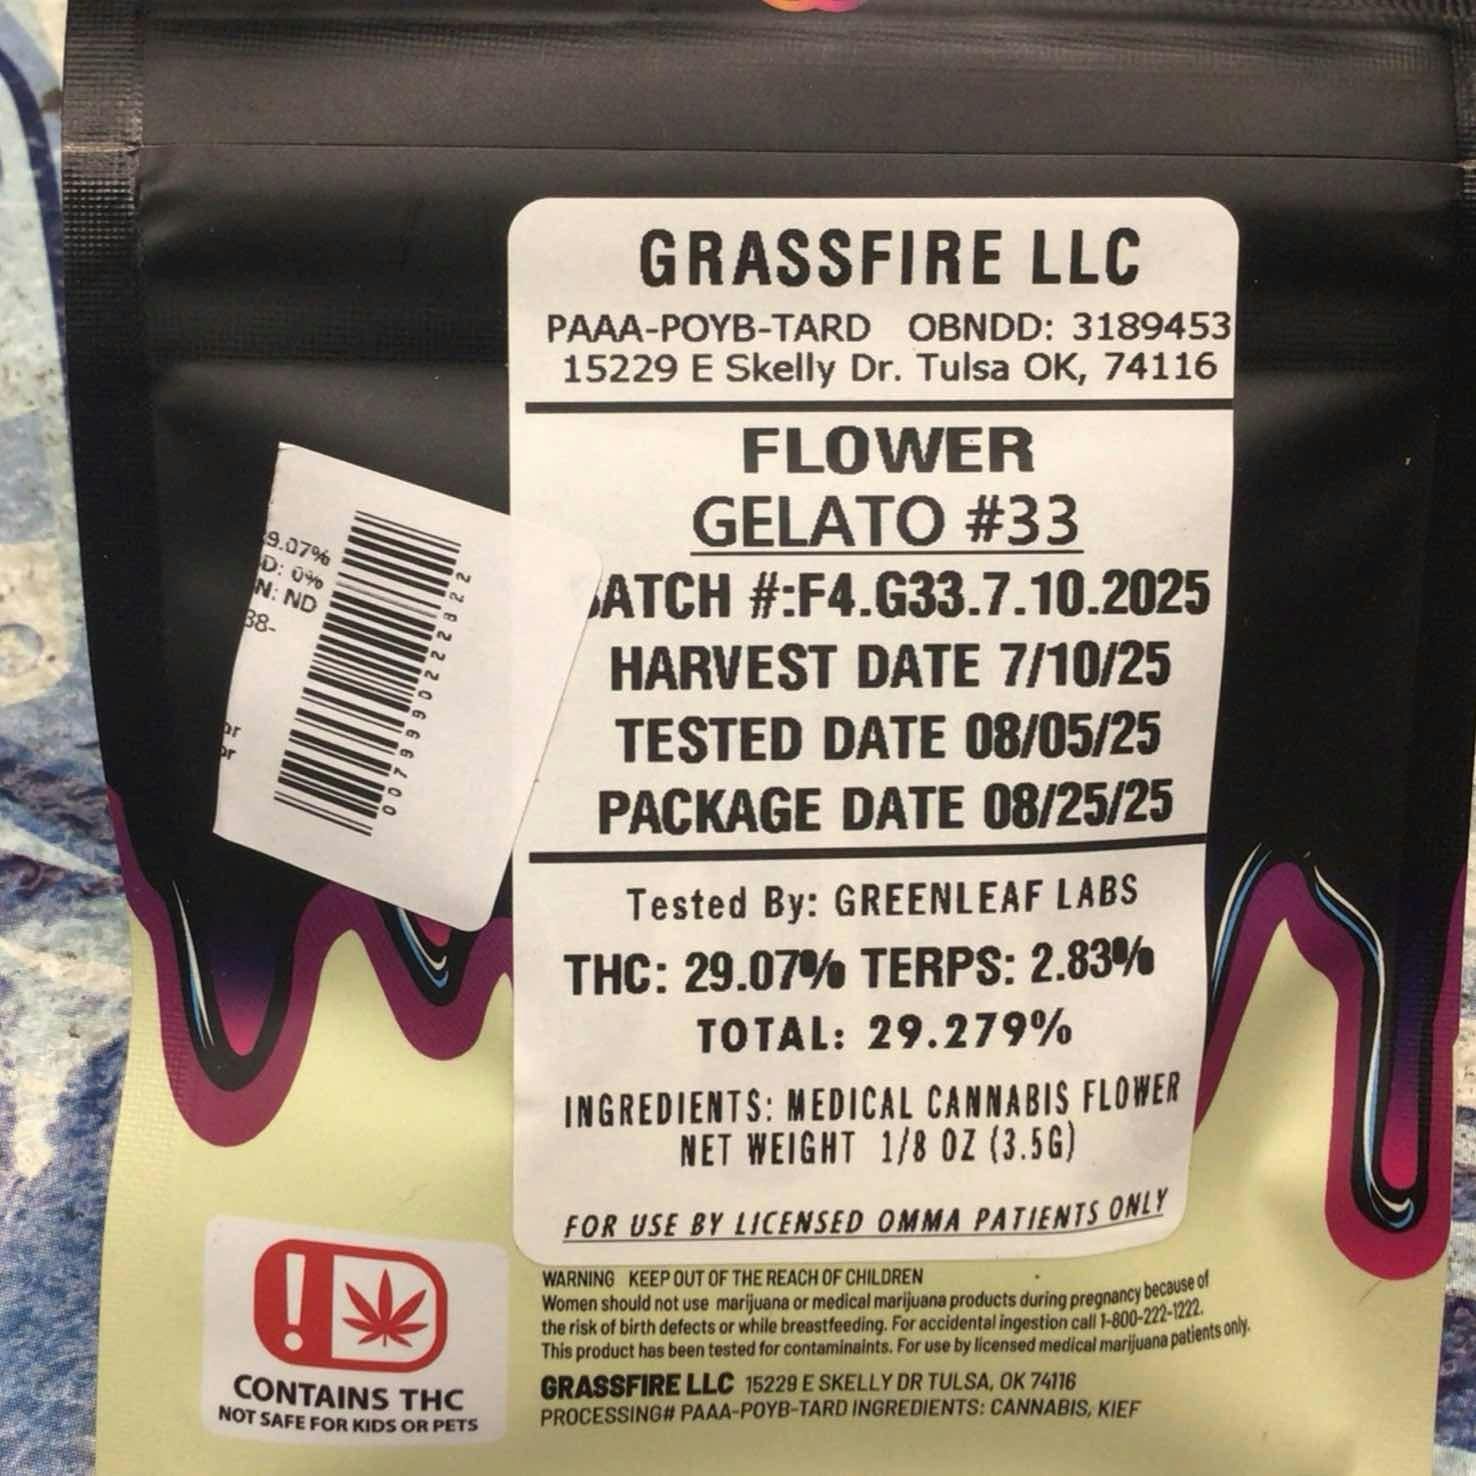 GRASSFIRE LLC
PAAA-POYB-TARD OBNDD: 3189453
15229 E Skelly Dr. Tulsa OK, 74116
FLOWER
GELATO #33
ATCH #:F4.G33.7.10.2025
HARVEST DATE 7/10/25
TESTED DATE 08/05/25
PACKAGE DATE 08/25/25
Tested By: GREENLEAF LABS
THC: 29.07% TERPS: 2.83%
TOTAL: 29.279%
INGREDIENTS: MEDICAL CANNABIS FLOWER
NET WEIGHT 1/8 OZ (3.5G)
FOR USE BY LICENSED OMMA PATIENTS ONLY
9.07%
D: 0%
N: ND
38-
or
or
WARNING KEEP OUT OF THE REACH OF CHILDREN
Women should not use marijuana or medical marijuana products during pregnancy because of
the risk of birth defects or while breastfeeding. For accidental ingestion call 1-800-222-1222.
This product has been tested for contaminaints. For use by licensed medical marijuana patients only.
GRASSFIRE LLC 15229 E SKELLY DR TULSA, OK 74116
PROCESSING# PAAA-POYB-TARD INGREDIENTS: CANNABIS, KIEF
CONTAINS THC
NOT SAFE FOR KIDS OR PETS